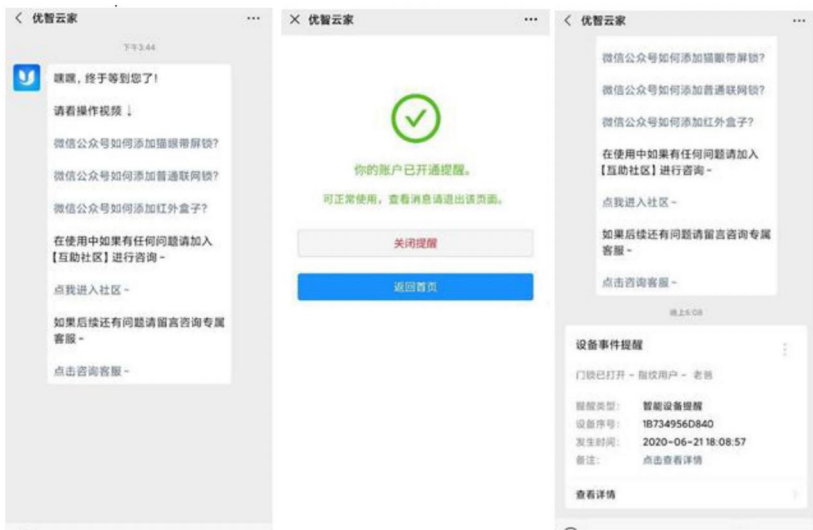 优智云家
下午3:44
嘿嘿，终于等到您了！
请看操作视频↓
微信公众号如何添加猫眼带屏锁？
微信公众号如何添加普通联网锁？
微信公众号如何添加红外盒子？
在使用中如果有任何问题请加入
【互助社区】进行咨询~
点我进入社区~
如果后续还有问题请留言咨询专属
客服~
点击咨询客服~
优智云家
你的账户已开通提醒。
可正常使用，查看消息请退出该页面。
关闭提醒
返回首页
优智云家
微信公众号如何添加猫眼带屏锁？
微信公众号如何添加普通联网锁？
微信公众号如何添加红外盒子？
在使用中如果有任何问题请加入
【互助社区】进行咨询~
点我进入社区~
如果后续还有问题请留言咨询专属
客服~
点击咨询客服~
晚上6:08
设备事件提醒
门锁已打开 - 指纹用户 - 老爸
提醒类型： 智能设备提醒
设备序号： 1B734956D840
发生时间： 2020-06-21 18:08:57
备注： 点击查看详情
查看详情